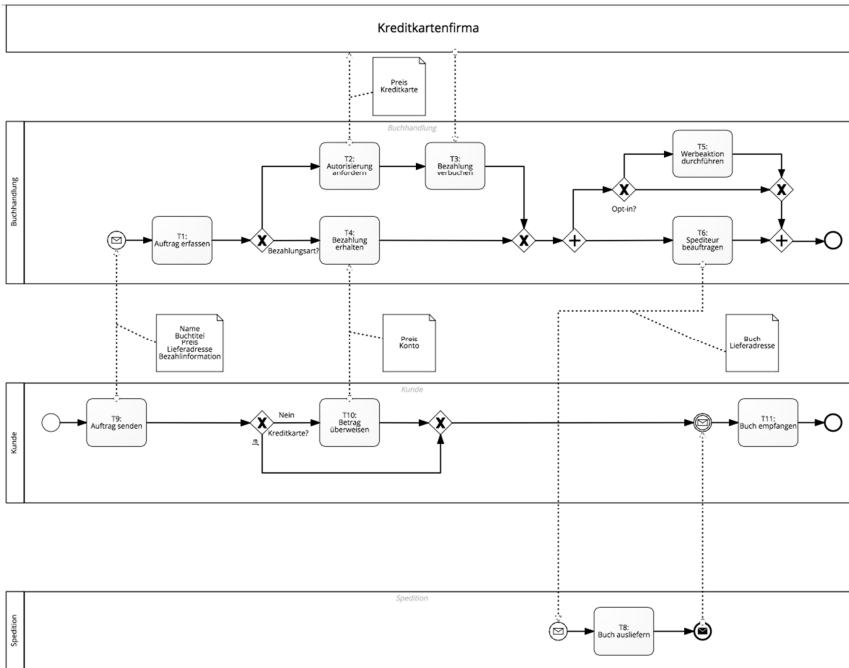 Kreditkartenfirma
Preis
Kreditkarte
Buchhandlung
Buchhandlung
T2:
Autorisierung
anfordern
T3:
Bezahlung
verbuchen
T5:
Werbeaktion
durchführen
Opt-in?
T1:
Auftrag erfassen
Bezahlungsart?
T4:
Bezahlung
erhalten
T6:
Spediteur
beauftragen
Name
Buchtitel
Preis
Lieferadresse
Bezahlinformation
Preis
Konto
Buch
Lieferadresse
Kunde
Kunde
T9:
Auftrag senden
Nein
Kreditkarte?
Ja
T10:
Betrag
überweisen
T11:
Buch empfangen
Spedition
Spedition
T8:
Buch ausliefern